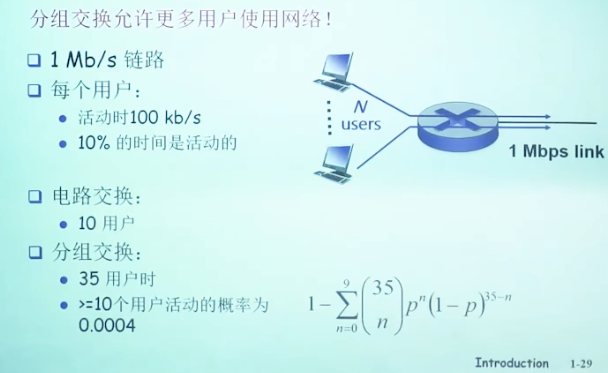 分组交换允许更多用户使用网络!
1 Mb/s 链路
每个用户:
活动时100 kb/s
10% 的时间是活动的
N
users
1 Mbps link
电路交换:
10 用户
分组交换:
35 用户时
>=10个用户活动的概率为
0.0004
1-∑_{n=0}^{9} (35 n) p^n (1-p)^{35-n}
Introduction 1-29